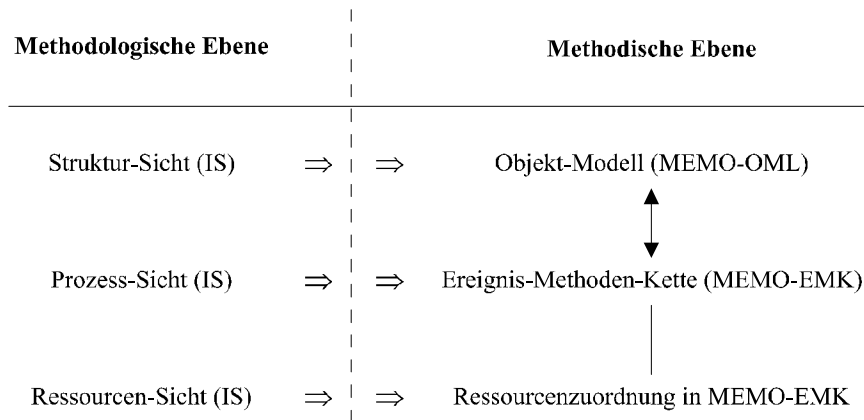 Methodologische Ebene
Methodische Ebene
Struktur-Sicht (IS) ⇒ ⇒ Objekt-Modell (MEMO-OML)
Prozess-Sicht (IS) ⇒ ⇒ Ereignis-Methoden-Kette (MEMO-EMK)
Ressourcen-Sicht (IS) ⇒ ⇒ Ressourcenzuordnung in MEMO-EMK